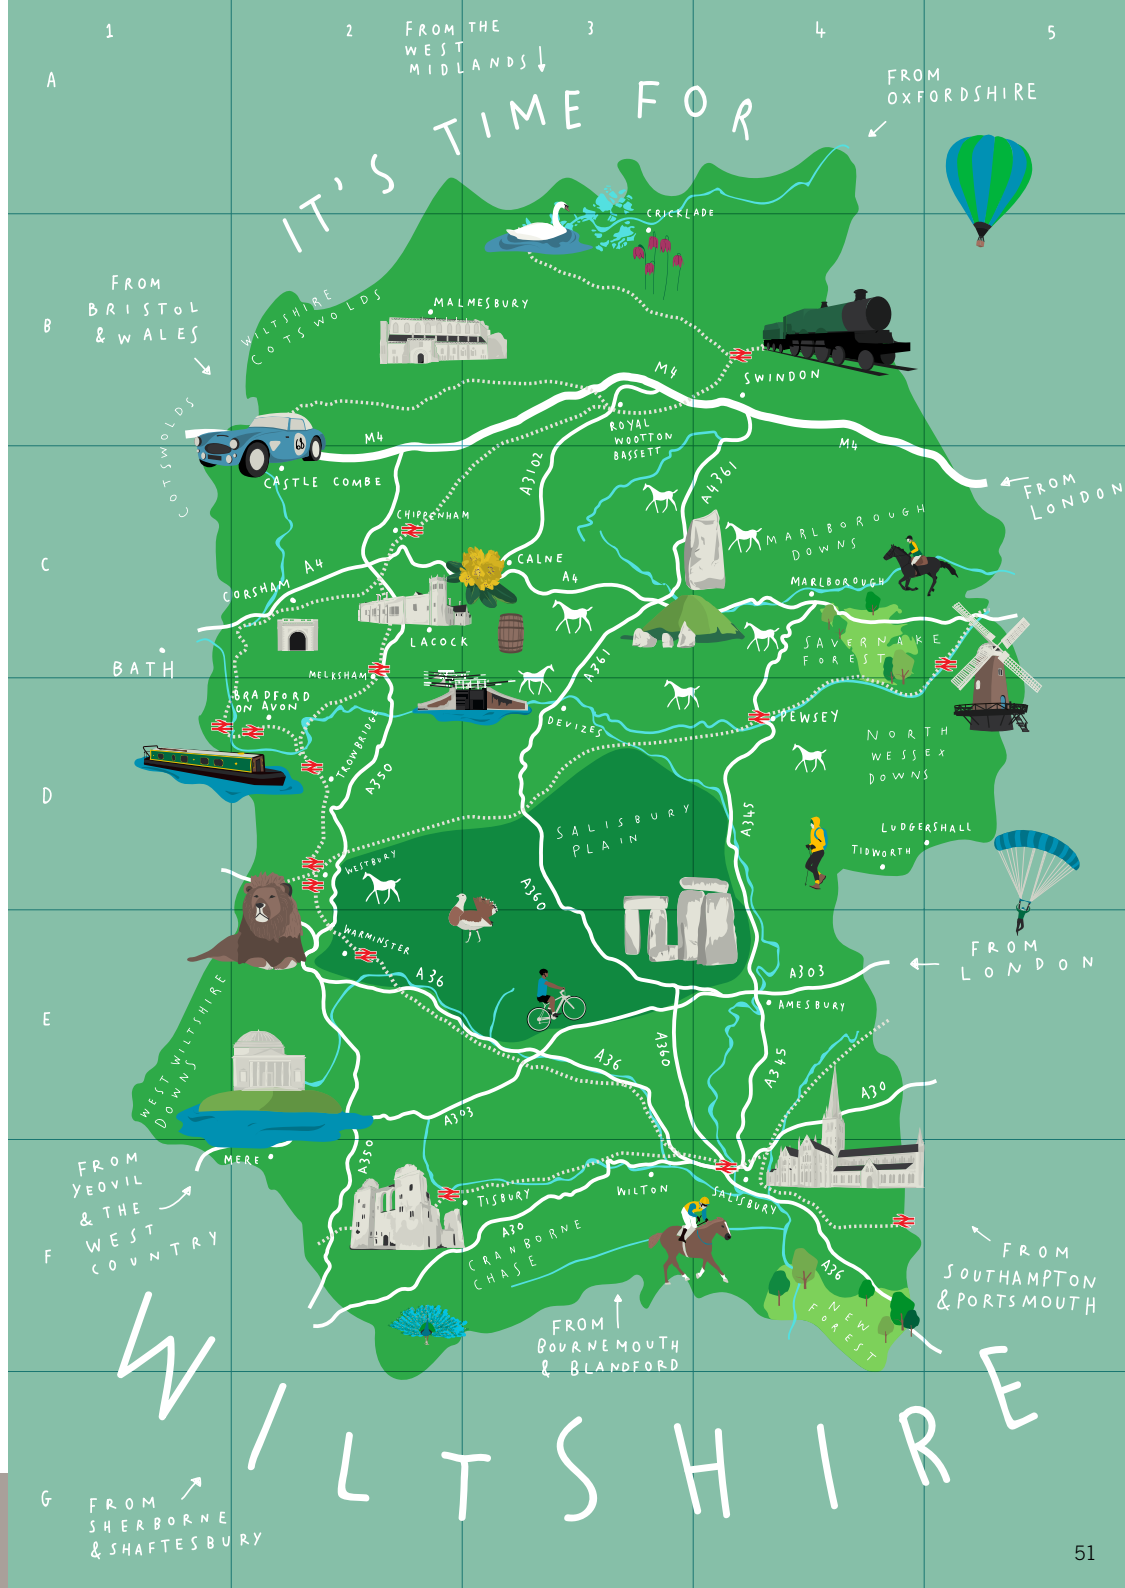 1
2
3
4
5
A
B
C
D
E
F
G
FROM THE
WEST
MIDLANDS
FROM
OXFORDSHIRE
IT'S TIME FOR
CRICKLADE
FROM
BRISTOL
& WALES
WILTSHIRE
COTSWOLDS
MALMESBURY
SWINDON
M4
COTSWOLDS
68
M4
ROYAL
WOOTTON
BASSETT
M4
CASTLE COMBE
A3102
A4361
FROM
LONDON
CHIPPENHAM
MARLBOROUGH
DOWNS
CALNE
A4
A4
CORSHAM
MARLBOROUGH
LACOCK
SAVERNAKE
FOREST
BATH
MELKSHAM
A361
BRADFORD
ON AVON
DEVIZES
PEWSEY
NORTH
WESSEX
DOWNS
TROWBRIDGE
A350
SALISBURY
PLAIN
A345
LUDGERSHALL
TIDWORTH
WESTBURY
A360
WARMINSTER
A36
A303
FROM
LONDON
AMESBURY
WEST WILTSHIRE
DOWNS
A36
A360
A345
A30
A303
A350
MERE
FROM
YEOVIL
& THE
WEST
COUNTRY
TISBURY
WILTON
SALISBURY
A30
CRANBORNE
CHASE
A36
NEW
FOREST
FROM
SOUTHAMPTON
& PORTSMOUTH
FROM
BOURNEMOUTH
& BLANDFORD
WILTSHIRE
FROM
SHERBORNE
& SHAFTESBURY
51